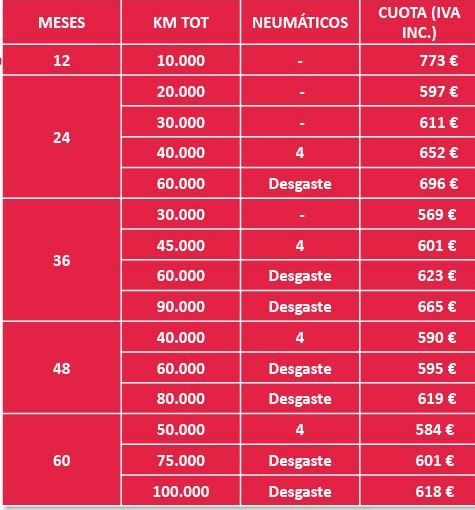 MESES KM TOT NEUMÁTICOS CUOTA (IVA INC.)
12 10.000 - 773 €
24 20.000 - 597 €
30.000 - 611 €
40.000 4 652 €
60.000 Desgaste 696 €
36 30.000 - 569 €
45.000 4 601 €
60.000 Desgaste 623 €
90.000 Desgaste 665 €
48 40.000 4 590 €
60.000 Desgaste 595 €
80.000 Desgaste 619 €
60 50.000 4 584 €
75.000 Desgaste 601 €
100.000 Desgaste 618 €